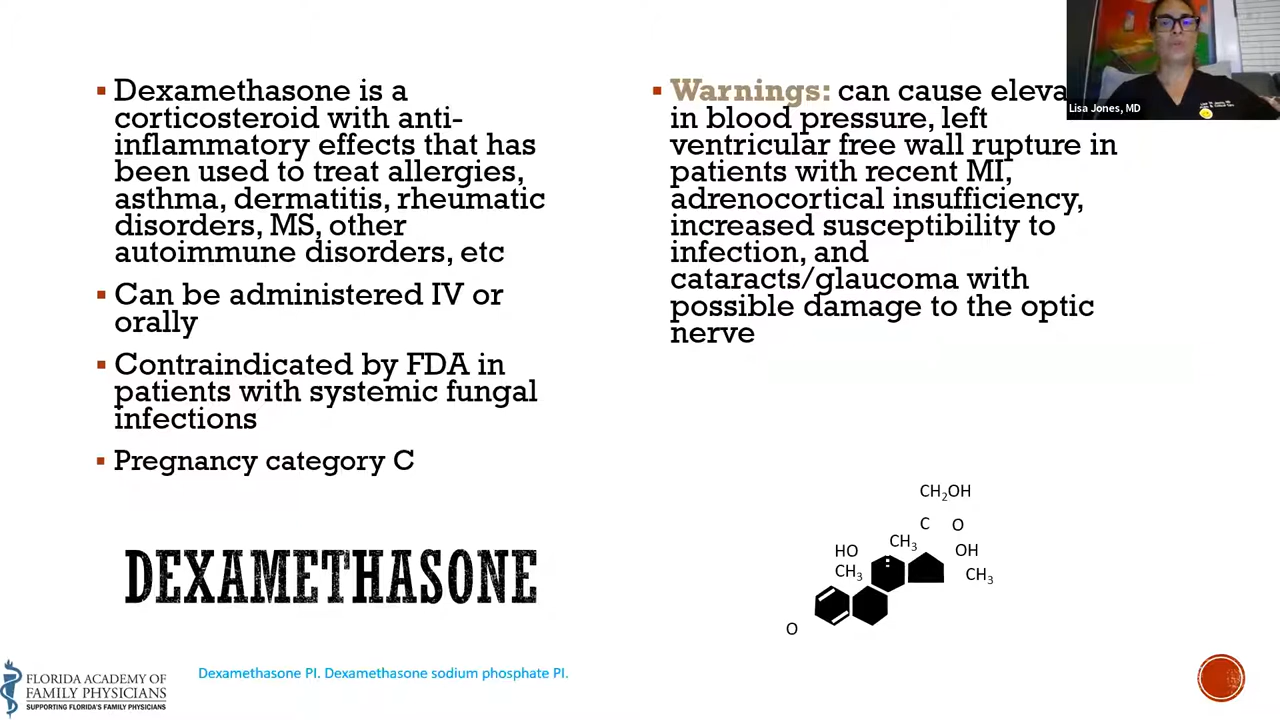 Dexamethasone is a
corticosteroid with anti-
inflammatory effects that has
been used to treat allergies,
asthma, dermatitis, rheumatic
disorders, MS, other
autoimmune disorders, etc
Can be administered IV or
orally
Contraindicated by FDA in
patients with systemic fungal
infections
Pregnancy category C
Warnings: can cause
in blood pressure, left
ventricular free wall rupture in
patients with recent MI,
adrenocortical insufficiency,
increased susceptibility to
infection, and
cataracts/glaucoma with
possible damage to the optic
nerve
Lisa Jones, MD
CH₂OH
C O
CH₃
HO OH
CH₃ CH₃
O
DEXAMETHASONE
Dexamethasone PI. Dexamethasone sodium phosphate PI.
FLORIDA ACADEMY OF
FAMILY PHYSICIANS
SUPPORTING FLORIDA'S FAMILY PHYSICIANS